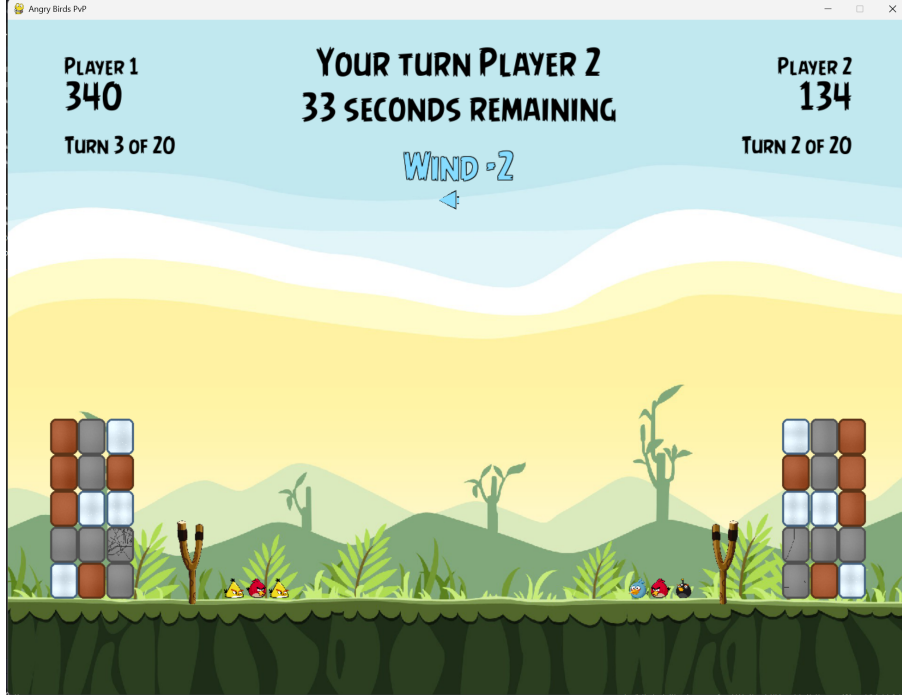 Angry Birds PvP
Player 1
340
Turn 3 of 20
Your turn Player 2
33 seconds remaining
Wind -2
Player 2
134
Turn 2 of 20